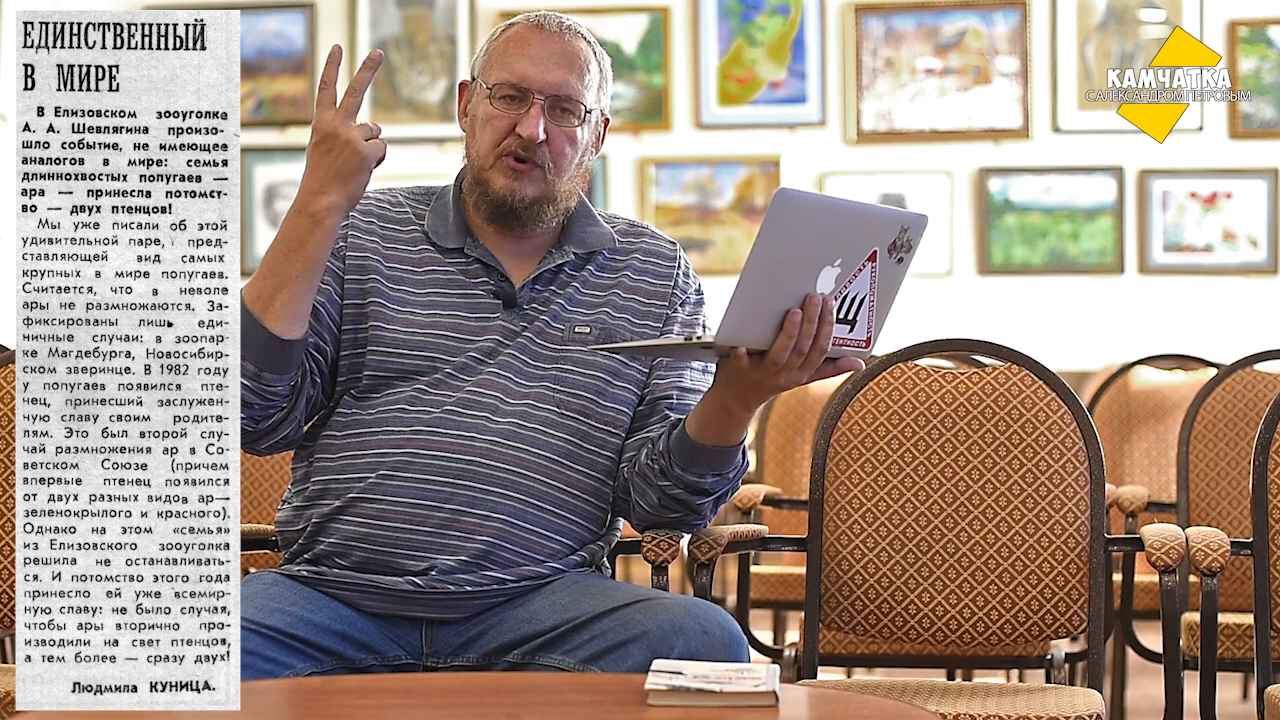 ЕДИНСТВЕННЫЙ
В МИРЕ
В Елизовском зооуголке
А. А. Шевлягина произо-
шло событие, не имеющее
аналогов в мире: семья
длиннохвостых попугаев —
ара — принесла потомст-
во — двух птенцов!
Мы уже писали об этой
удивительной паре, пред-
ставляющей вид самых
крупных в мире попугаев.
Считается, что в неволе
ары не размножаются. За-
фиксированы лишь еди-
ничные случаи: в зоопар-
ке Магдебурга, Новосибир-
ском зверинце. В 1982 году
у попугаев появился пте-
нец, принесший заслужен-
ную славу своим родите-
лям. Это был второй слу-
чай размножения ар в Со-
ветском Союзе (причем
впервые птенец появился
от двух разных видов ар—
зеленокрылого и красного).
Однако на этом «семья»
из Елизовского зооуголка
решила не останавливать-
ся. И потомство этого года
принесло ей уже всемир-
ную славу: не было случая,
чтобы ары вторично про-
изводили на свет птенцов,
а тем более — сразу двух!
Людмила КУНИЦА.
КАМЧАТКА
С АЛЕКСАНДРОМ ПЕТРОВЫМ
Щ